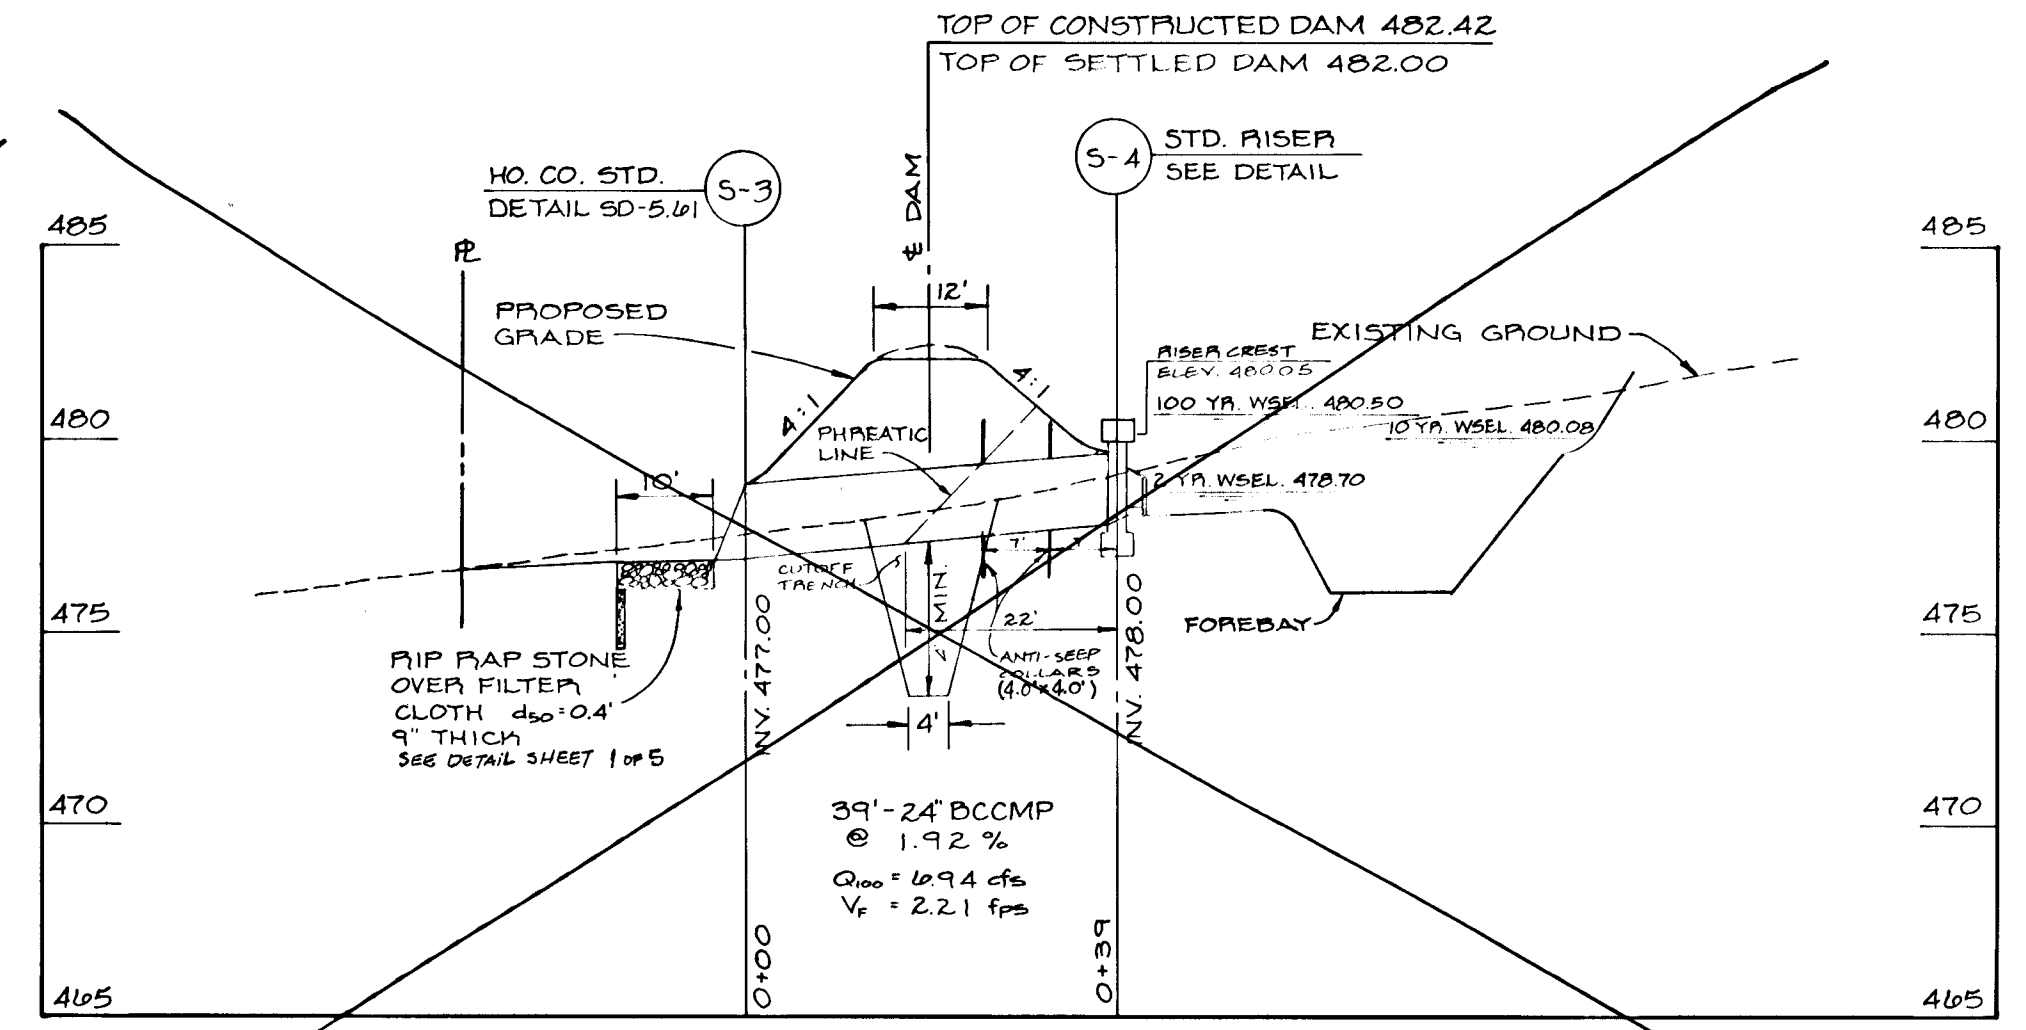 TOP OF CONSTRUCTED DAM 482.42
TOP OF SETTLED DAM 482.00
HO. CO. STD.
DETAIL SD-5.61
S-3
℄ DAM
S-4
STD. RISER
SEE DETAIL
485
485
PL
12'
PROPOSED
GRADE
4:1
4:1
EXISTING GROUND
RISER CREST
ELEV. 480.05
100 YR. WSEL. 480.50
10 YR. WSEL. 480.08
480
480
PHREATIC
LINE
10'
2 YR. WSEL. 478.70
7'
CUTOFF
TRENCH
MIN.
22'
475
475
FOREBAY
INV. 477.00
INV. 478.00
RIP RAP STONE
OVER FILTER
CLOTH d50=0.4'
9" THICK
SEE DETAIL SHEET 1 OF 5
ANTI-SEEP
COLLARS
(4.0'x4.0')
4'
470
470
39'-24" BCCMP
@ 1.92 %
Q100 = 6.94 cfs
VF = 2.21 fps
0+00
0+39
465
465